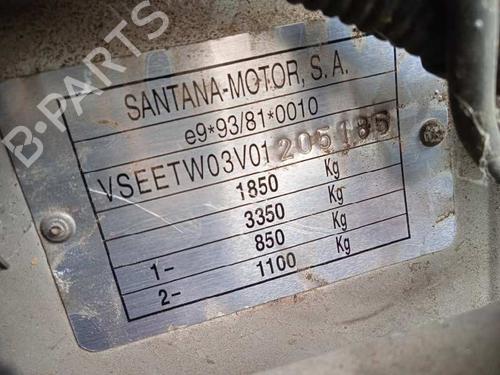 B-PARTS
SANTANA-MOTOR, S. A.
e9*93/81*0010
VSEETW03V01205185
1850 Kg
3350 Kg
1- 850 Kg
2- 1100 Kg